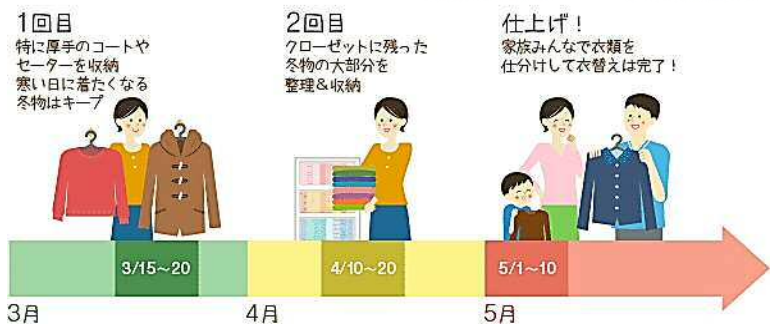 1回目
特に厚手のコートや
セーターを収納
寒い日に着たくなる
冬物はキープ
2回目
クローゼットに残った
冬物の大部分を
整理&収納
仕上げ！
家族みんなで衣類を
仕分けして衣替えは完了！
3/15～20
4/10～20
5/1～10
3月
4月
5月